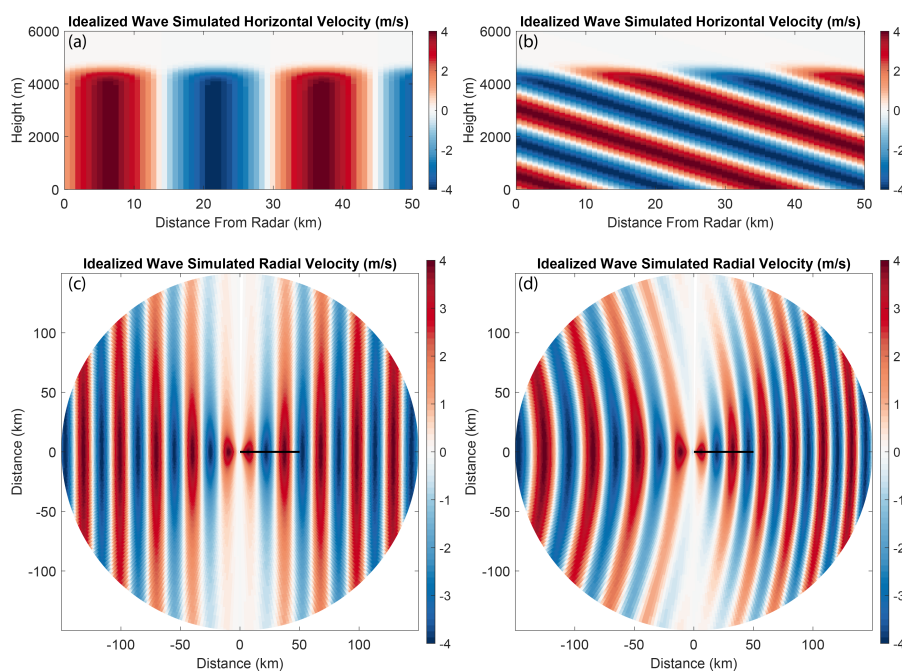 Idealized Wave Simulated Horizontal Velocity (m/s)
(a)
Height (m)
6000
4000
2000
0
0 10 20 30 40 50
Distance From Radar (km)
4
2
0
-2
-4
Idealized Wave Simulated Horizontal Velocity (m/s)
(b)
Height (m)
6000
4000
2000
0
0 10 20 30 40 50
Distance From Radar (km)
4
2
0
-2
-4
Idealized Wave Simulated Radial Velocity (m/s)
(c)
Distance (km)
100
50
0
-50
-100
-100 -50 0 50 100
Distance (km)
4
3
2
1
0
-1
-2
-3
-4
Idealized Wave Simulated Radial Velocity (m/s)
(d)
Distance (km)
100
50
0
-50
-100
-100 -50 0 50 100
Distance (km)
4
3
2
1
0
-1
-2
-3
-4